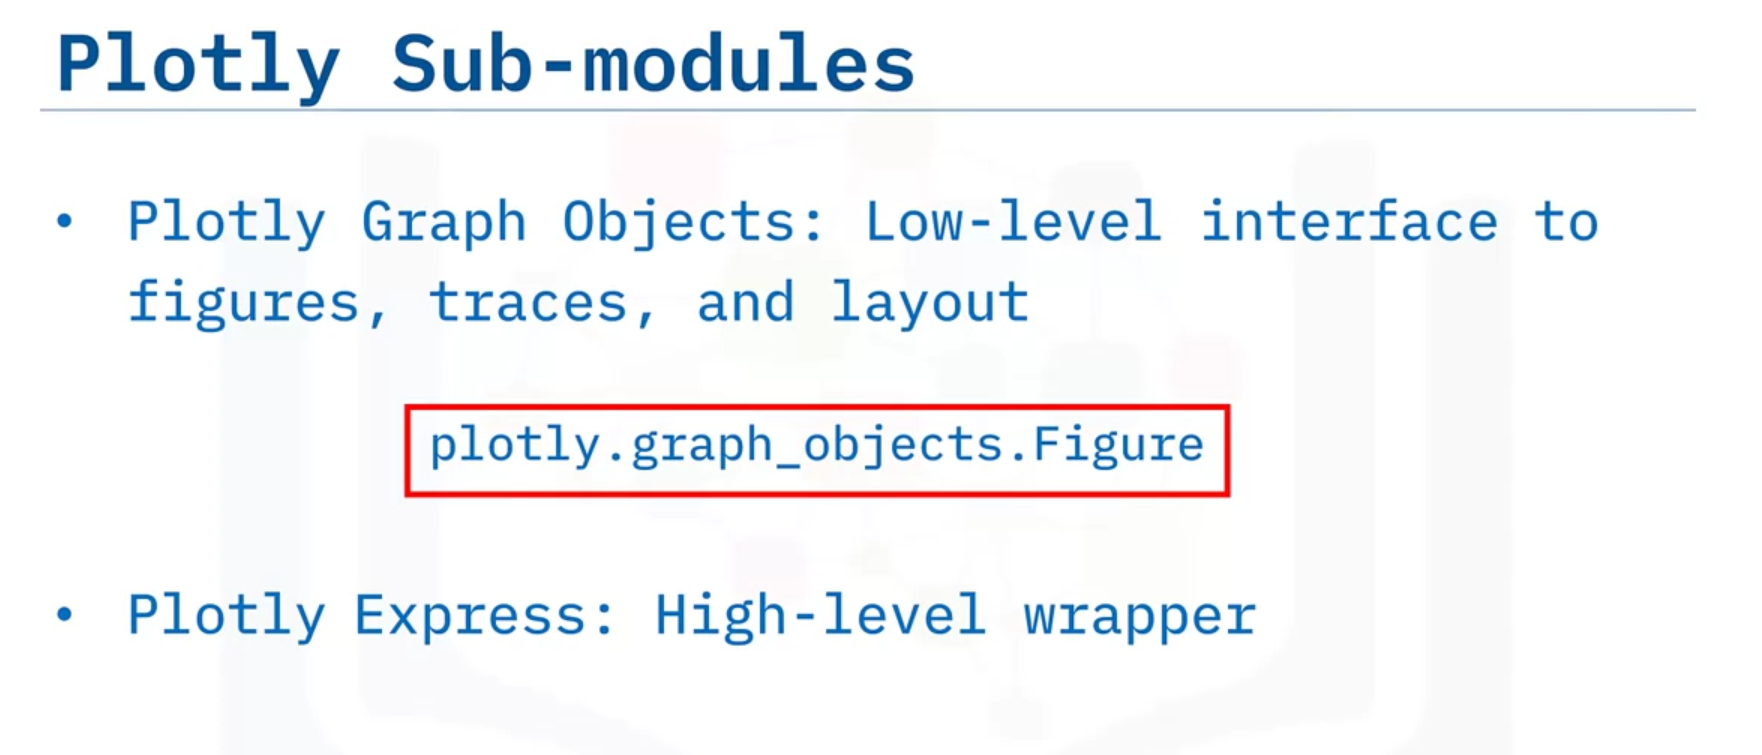 Plotly Sub-modules
• Plotly Graph Objects: Low-level interface to
figures, traces, and layout
plotly.graph_objects.Figure
• Plotly Express: High-level wrapper